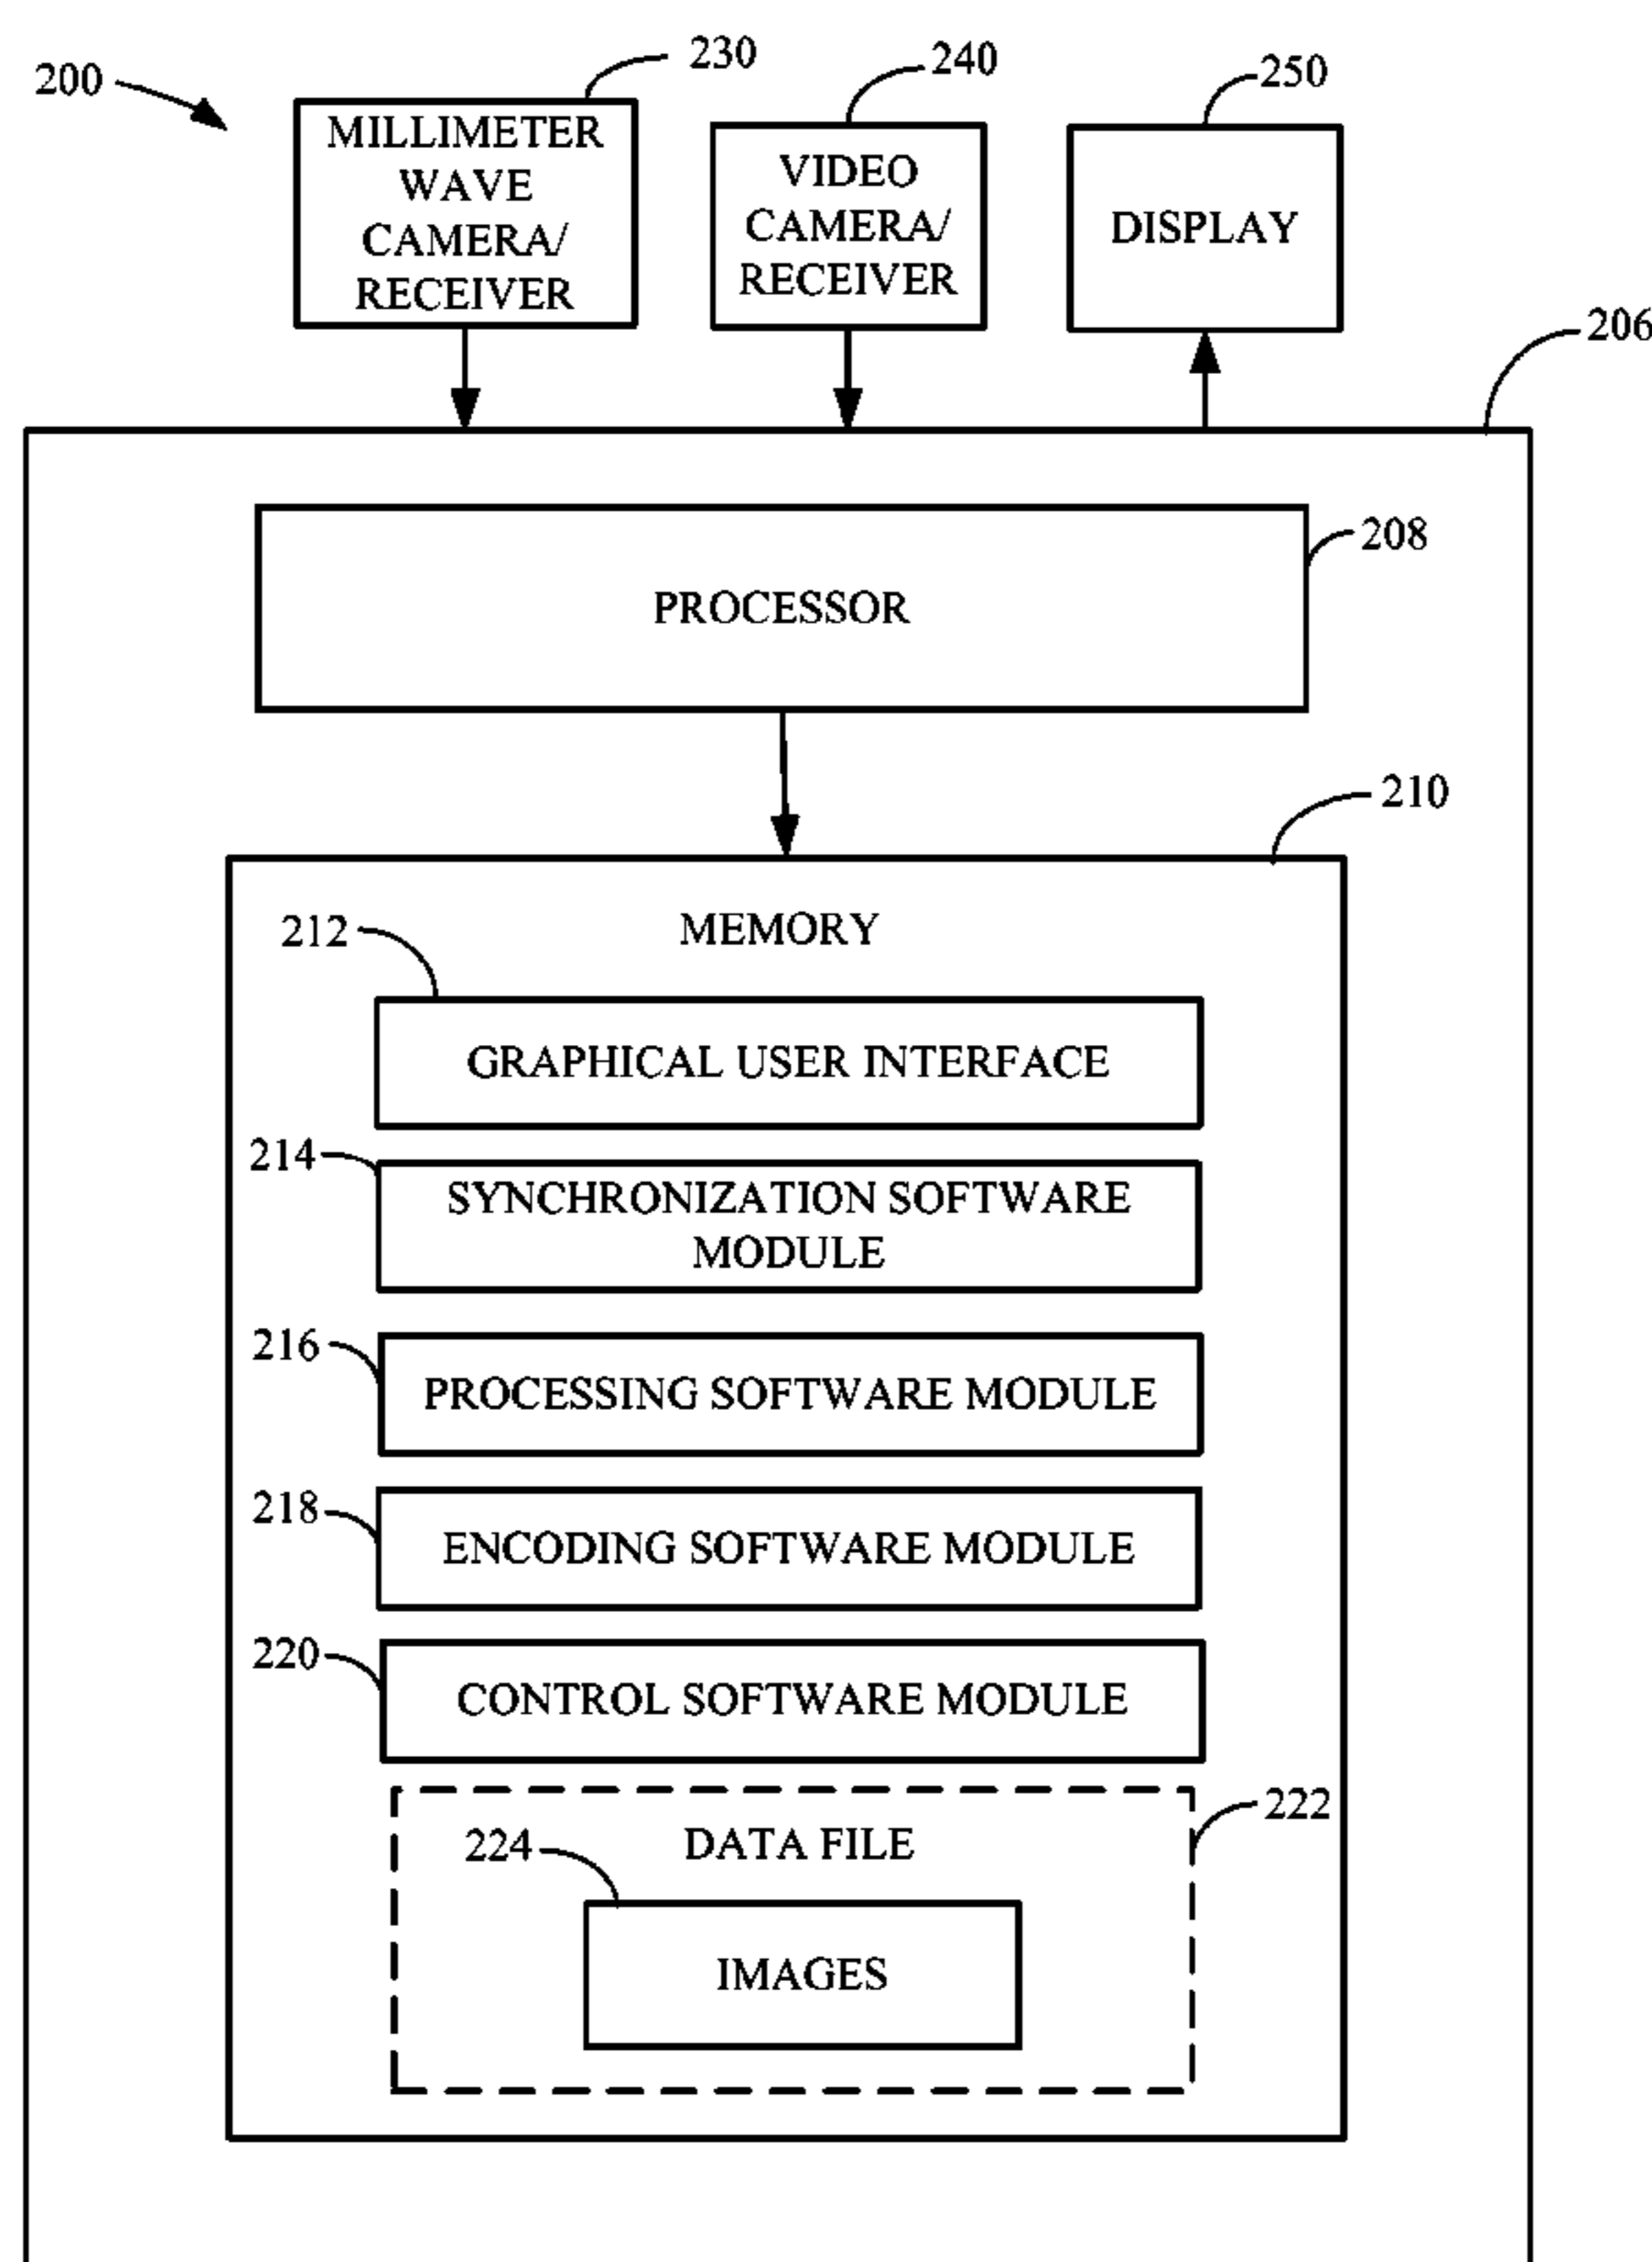 230
240
250
200
MILLIMETER
WAVE
CAMERA/
RECEIVER
VIDEO
CAMERA/
RECEIVER
DISPLAY
206
208
PROCESSOR
210
212
MEMORY
GRAPHICAL USER INTERFACE
214
SYNCHRONIZATION SOFTWARE
MODULE
216
PROCESSING SOFTWARE MODULE
218
ENCODING SOFTWARE MODULE
220
CONTROL SOFTWARE MODULE
222
224
DATA FILE
IMAGES